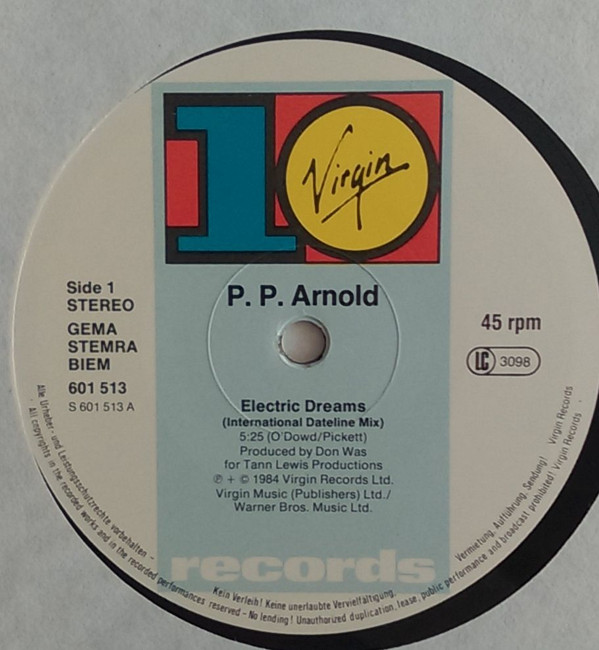 10
Virgin
P. P. Arnold
Side 1
STEREO
GEMA
STEMRA
BIEM
601 513
S 601 513 A
45 rpm
LC 3098
Electric Dreams
(International Dateline Mix)
5:25 (O'Dowd/Pickett)
Produced by Don Was
for Tann Lewis Productions
℗ + © 1984 Virgin Records Ltd.
Virgin Music (Publishers) Ltd./
Warner Bros. Music Ltd.
records
Alle Urheber- und Leistungsschutzrechte vorbehalten – Kein Verleih! Keine unerlaubte Vervielfältigung, Vermietung, Aufführung, Sendung! Virgin Records
· All copyrights in the recorded works and in the recorded performances reserved – No lending! Unauthorized duplication, lease, public performance and broadcast prohibited! Virgin Records ·